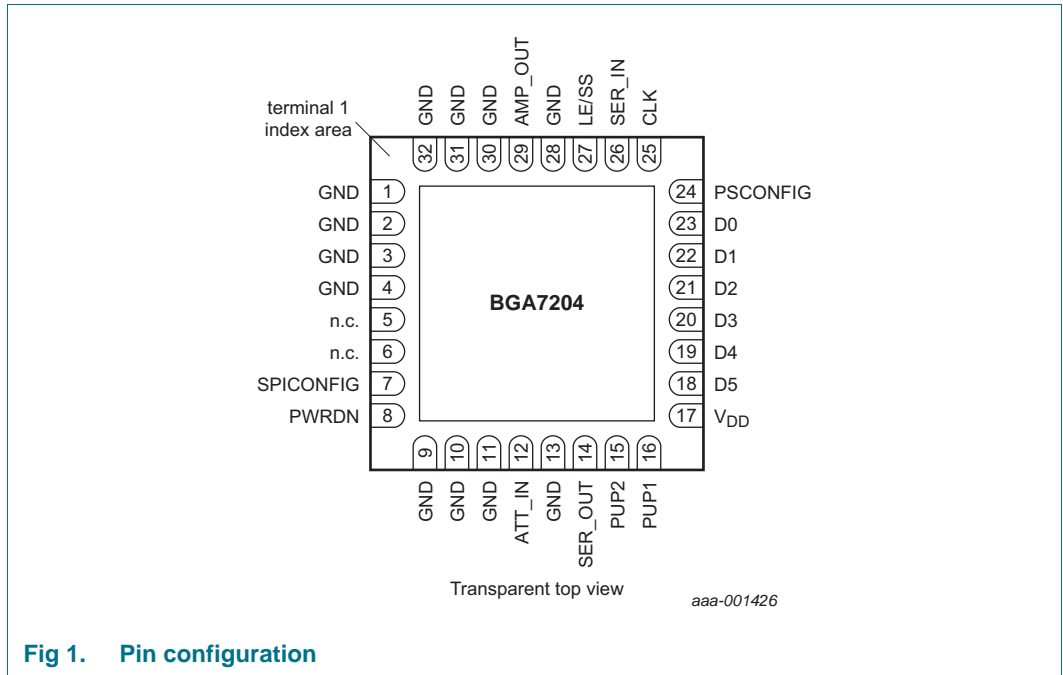 terminal 1
index area
GND
GND
GND
AMP_OUT
GND
LE/SS
SER_IN
CLK
32
31
30
29
28
27
26
25
GND 1
GND 2
GND 3
GND 4
n.c. 5
n.c. 6
SPICONFIG 7
PWRDN 8
BGA7204
24 PSCONFIG
23 D0
22 D1
21 D2
20 D3
19 D4
18 D5
17 VDD
9
10
11
12
13
14
15
16
GND
GND
GND
ATT_IN
GND
SER_OUT
PUP2
PUP1
Transparent top view
aaa-001426
Fig 1. Pin configuration